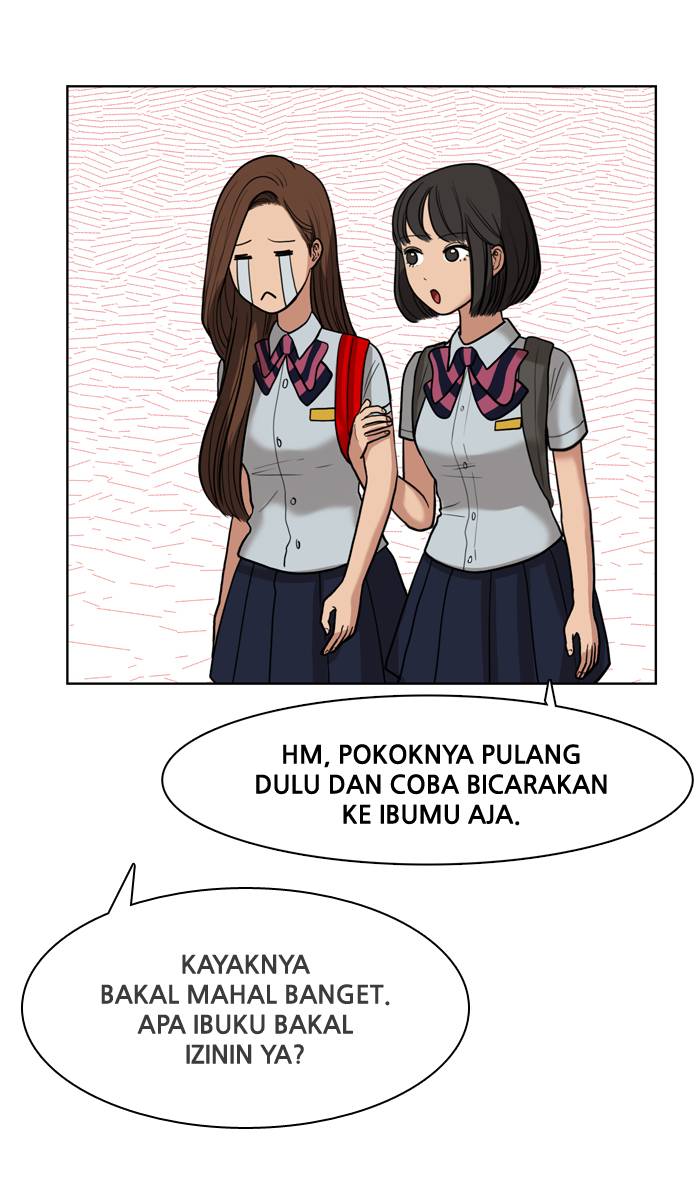 HM, POKOKNYA PULANG
DULU DAN COBA BICARAKAN
KE IBUMU AJA.
KAYAKNYA
BAKAL MAHAL BANGET.
APA IBUKU BAKAL
IZININ YA?